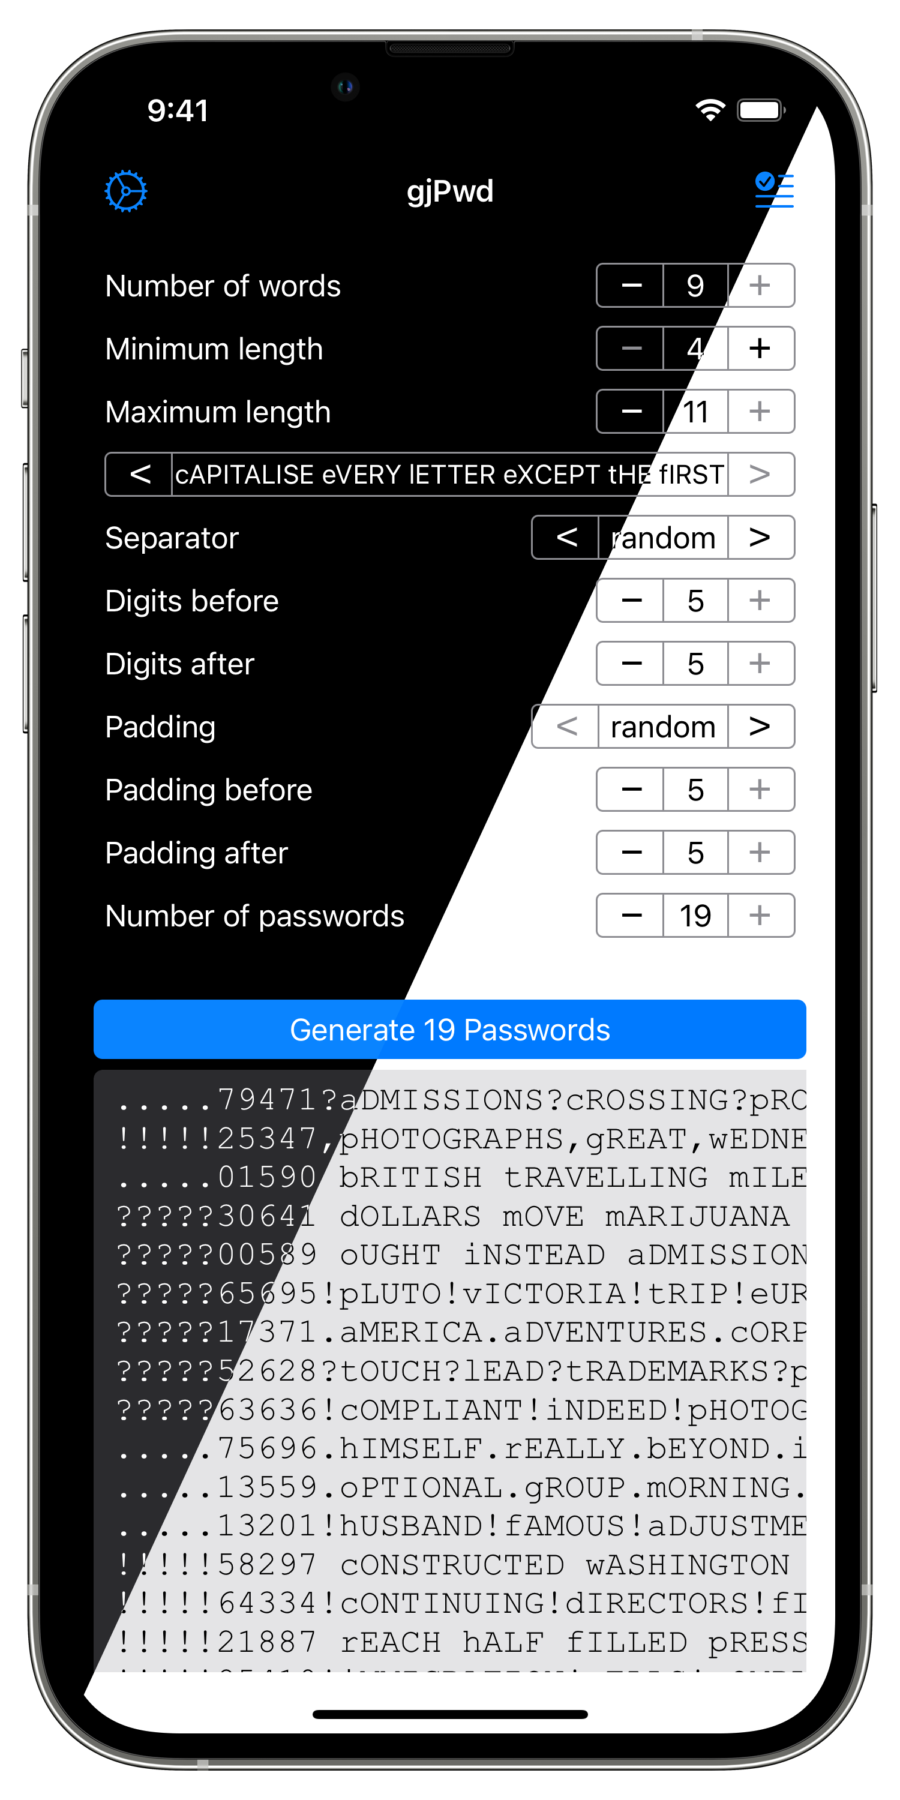 9:41
gjPwd
Number of words − 9 +
Minimum length − 4 +
Maximum length − 11 +
< cAPITALISE eVERY lETTER eXCEPT tHE fIRST >
Separator < random >
Digits before − 5 +
Digits after − 5 +
Padding < random >
Padding before − 5 +
Padding after − 5 +
Number of passwords − 19 +
Generate 19 Passwords
.....79471?aDMISSIONS?cROSSING?pRO
!!!!!25347,pHOTOGRAPHS,gREAT,wEDNE
.....01590 bRITISH tRAVELLING mILE
?????30641 dOLLARS mOVE mARIJUANA
?????00589 oUGHT iNSTEAD aDMISSION
?????65695!pLUTO!vICTORIA!tRIP!eUR
?????17371.aMERICA.aDVENTURES.cORP
?????52628?tOUCH?lEAD?tRADEMARKS?p
?????63636!cOMPLIANT!iNDEED!pHOTOG
.....75696.hIMSELF.rEALLY.bEYOND.i
.....13559.oPTIONAL.gROUP.mORNING.
.....13201!hUSBAND!fAMOUS!aDJUSTME
!!!!!58297 cONSTRUCTED wASHINGTON
!!!!!64334!cONTINUING!dIRECTORS!fI
!!!!!21887 rEACH hALF fILLED pRESS